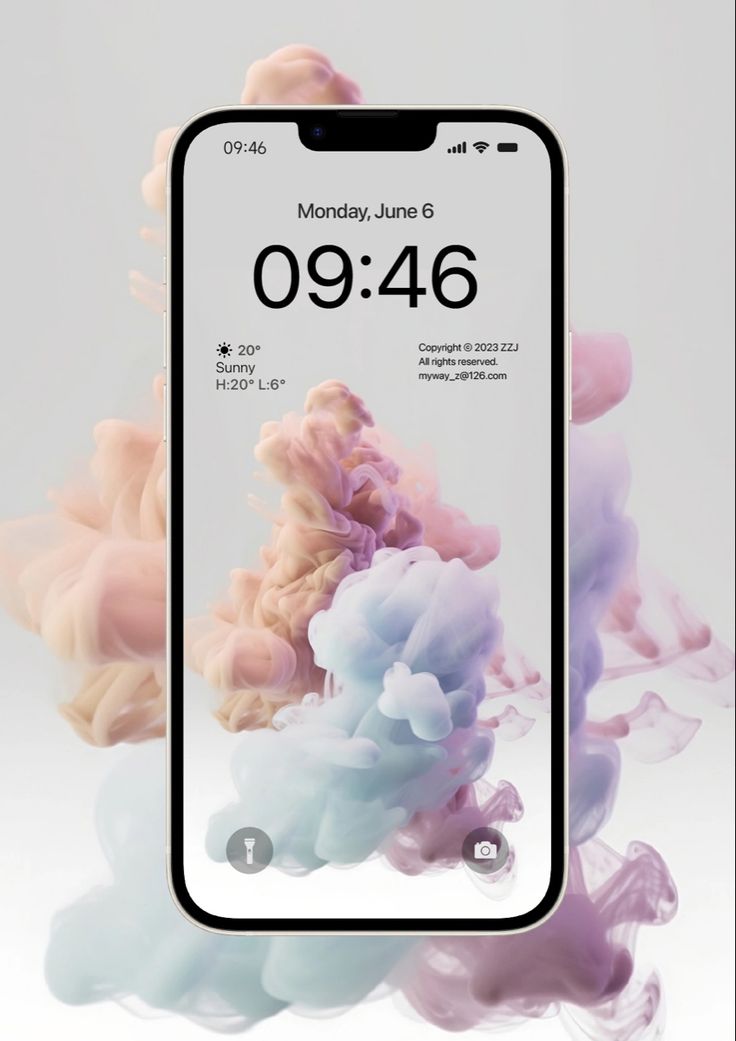 09:46
Monday, June 6
09:46
20°
Sunny
H:20° L:6°
Copyright © 2023 ZZJ
All rights reserved.
myway_z@126.com